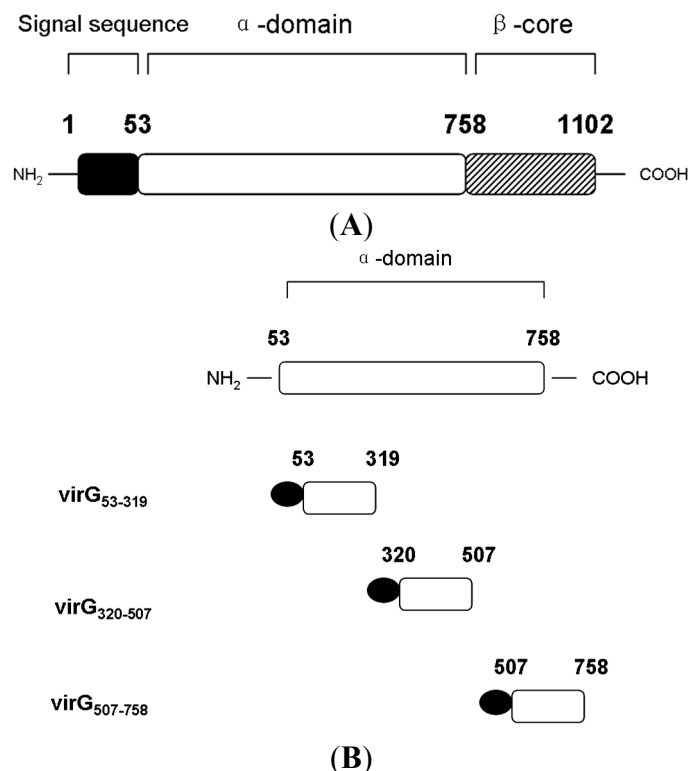 Signal sequence α-domain β-core
1 53 758 1102
NH2 COOH
(A)
α-domain
53 758
NH2 COOH
53 319
virG53-319
320 507
virG320-507
507 758
virG507-758
(B)